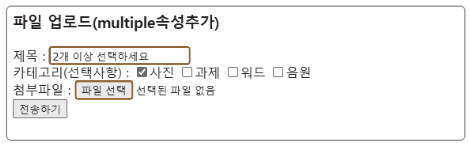 파일 업로드(multiple속성추가)
제목 : 2개 이상 선택하세요
카테고리(선택사항) : 사진 과제 워드 음원
첨부파일 : 파일 선택 선택된 파일 없음
전송하기